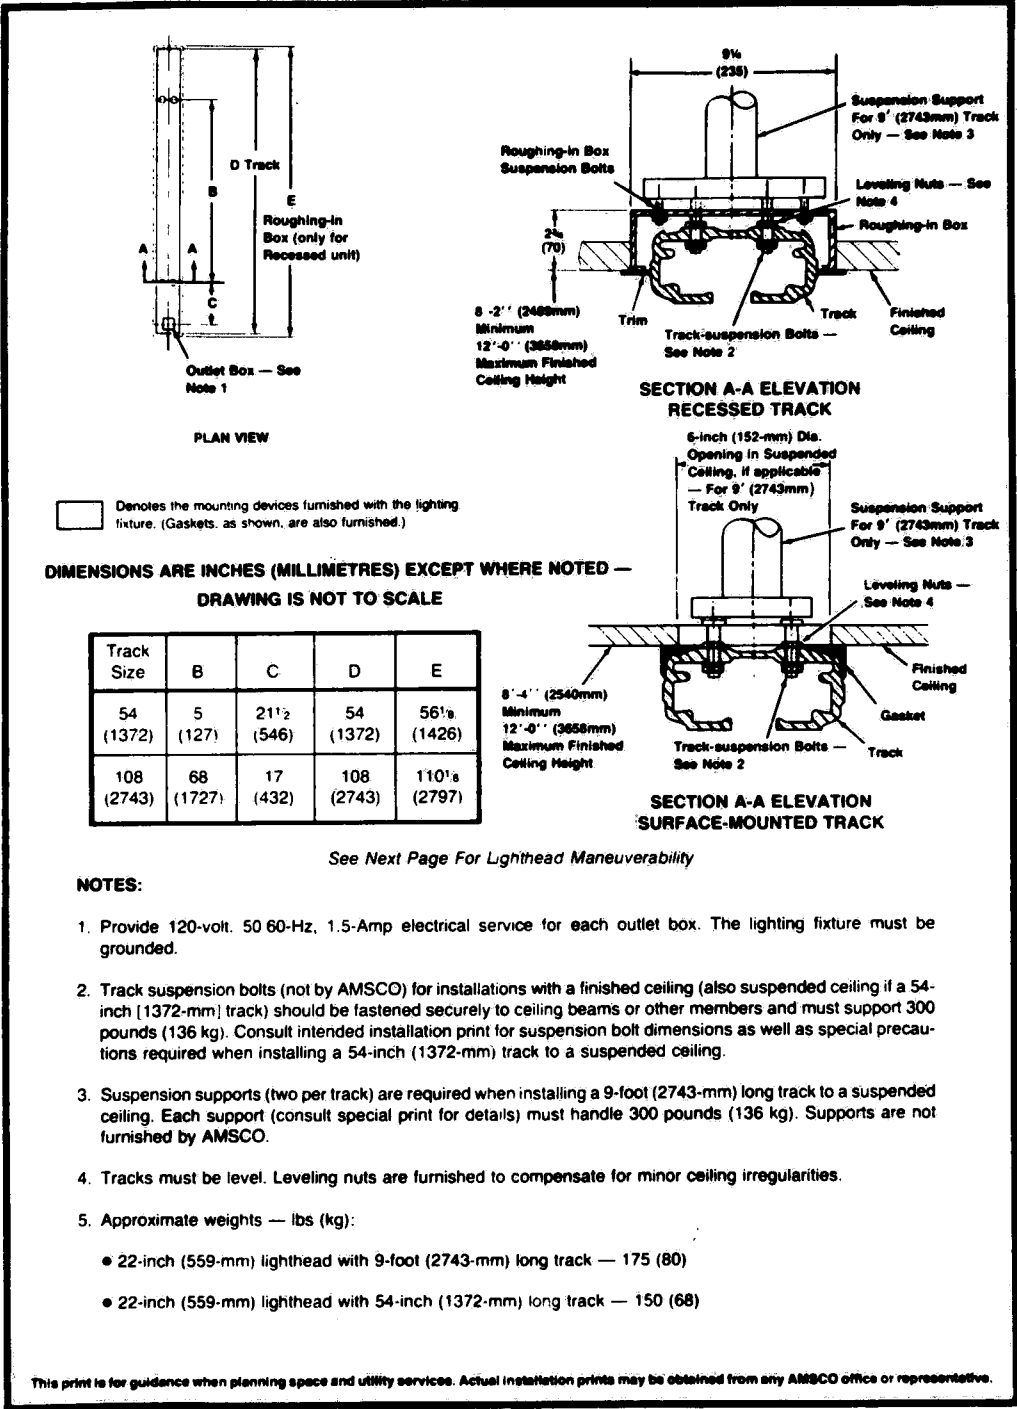 A
A
B
C
D Track
E
Roughing-in
Box (only for
Recessed unit)
Outlet Box — See
Note 1
PLAN VIEW
9¼
(235)
Suspension Support
For 9' (2743mm) Track
Only — See Note 3
Roughing-in Box
Suspension Bolts
Leveling Nuts — See
Note 4
Roughing-in Box
(70)
8'-2'' (2489mm)
Minimum
12'-0'' (3658mm)
Maximum Finished
Ceiling Height
Trim
Track
Finished
Ceiling
Track-suspension Bolts —
See Note 2
SECTION A-A ELEVATION
RECESSED TRACK
6-inch (152-mm) Dia.
Opening in Suspended
Ceiling, if applicable
— For 9' (2743mm)
Track Only
Suspension Support
For 9' (2743mm) Track
Only — See Note 3
Leveling Nuts —
See Note 4
Finished
Ceiling
Gasket
Track
8'-4'' (2540mm)
Minimum
12'-0'' (3658mm)
Maximum Finished
Ceiling Height
Track-suspension Bolts —
See Note 2
SECTION A-A ELEVATION
SURFACE-MOUNTED TRACK
Denotes the mounting devices furnished with the lighting
fixture. (Gaskets, as shown, are also furnished.)
DIMENSIONS ARE INCHES (MILLIMETRES) EXCEPT WHERE NOTED —
DRAWING IS NOT TO SCALE
Track Size B C D E
54 5 21½ 54 56⅛
(1372) (127) (546) (1372) (1426)
108 68 17 108 110⅛
(2743) (1727) (432) (2743) (2797)
See Next Page For Lighthead Maneuverability
NOTES:
1. Provide 120-volt. 50 60-Hz, 1.5-Amp electrical service for each outlet box. The lighting fixture must be
grounded.
2. Track suspension bolts (not by AMSCO) for installations with a finished ceiling (also suspended ceiling if a 54-
inch [1372-mm] track) should be fastened securely to ceiling beams or other members and must support 300
pounds (136 kg). Consult intended installation print for suspension bolt dimensions as well as special precau-
tions required when installing a 54-inch (1372-mm) track to a suspended ceiling.
3. Suspension supports (two per track) are required when installing a 9-foot (2743-mm) long track to a suspended
ceiling. Each support (consult special print for details) must handle 300 pounds (136 kg). Supports are not
furnished by AMSCO.
4. Tracks must be level. Leveling nuts are furnished to compensate for minor ceiling irregularities.
5. Approximate weights — lbs (kg):
• 22-inch (559-mm) lighthead with 9-foot (2743-mm) long track — 175 (80)
• 22-inch (559-mm) lighthead with 54-inch (1372-mm) long track — 150 (68)
This print is for guidance when planning space and utility services. Actual installation prints may be obtained from any AMSCO office or representative.